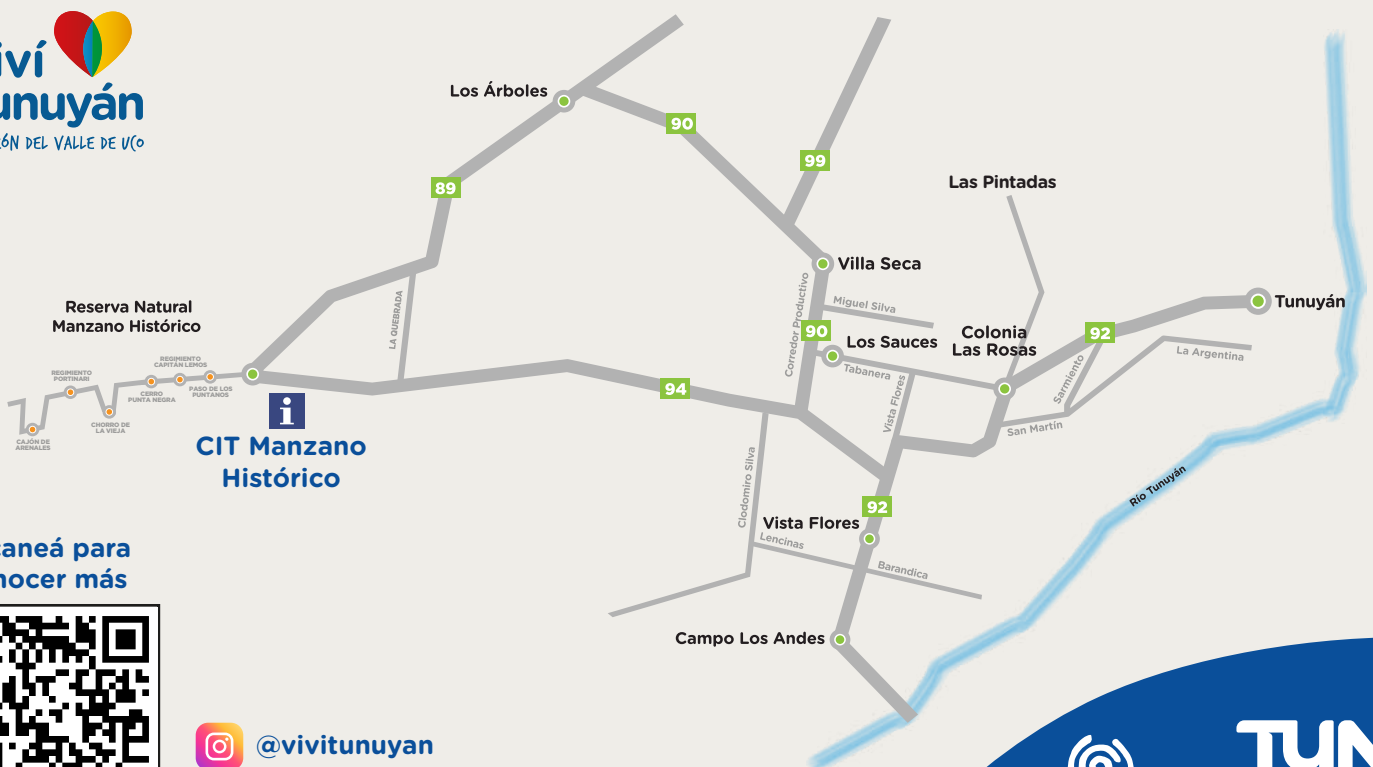 iví
unuyán
ÓN DEL VALLE DE UCO
Los Árboles
90
99
89
Las Pintadas
Villa Seca
Tunuyán
Reserva Natural
Manzano Histórico
LA QUEBRADA
Corredor Productivo
Miguel Silva
90
Los Sauces
Colonia
Las Rosas
92
La Argentina
Sarmiento
Tabanera
Vista Flores
San Martín
94
REGIMIENTO
PORTINARI
REGIMIENTO
CAPITÁN LEMOS
CERRO
PUNTA NEGRA
PASO DE LOS
PUNTANOS
CHORRO DE
LA VIEJA
CAJÓN DE
ARENALES
i
CIT Manzano
Histórico
Clodomiro Silva
Río Tunuyán
92
Vista Flores
Lencinas
Barandica
Campo Los Andes
caneá para
nocer más
@vivitunuyan
TUN